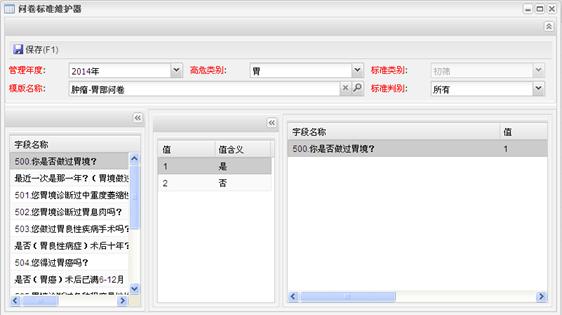 问卷标准维护器
保存(F1)
管理年度: 2014年 高危类别: 胃 标准类别: 初筛
模版名称: 肿瘤-胃部问卷 标准判别: 所有
字段名称
500.你是否做过胃境?
最近一次是那一年?(胃境做过
501.您胃境诊断过中重度萎缩性
502.您胃境诊断过胃息肉吗?
503.您做过胃良性疾病手术吗?
是否(胃良性病症)术后十年?
504.您得过胃癌吗?
是否(胃癌)术后已满6-12月
值 值含义
1 是
2 否
字段名称 值
500.你是否做过胃境? 1